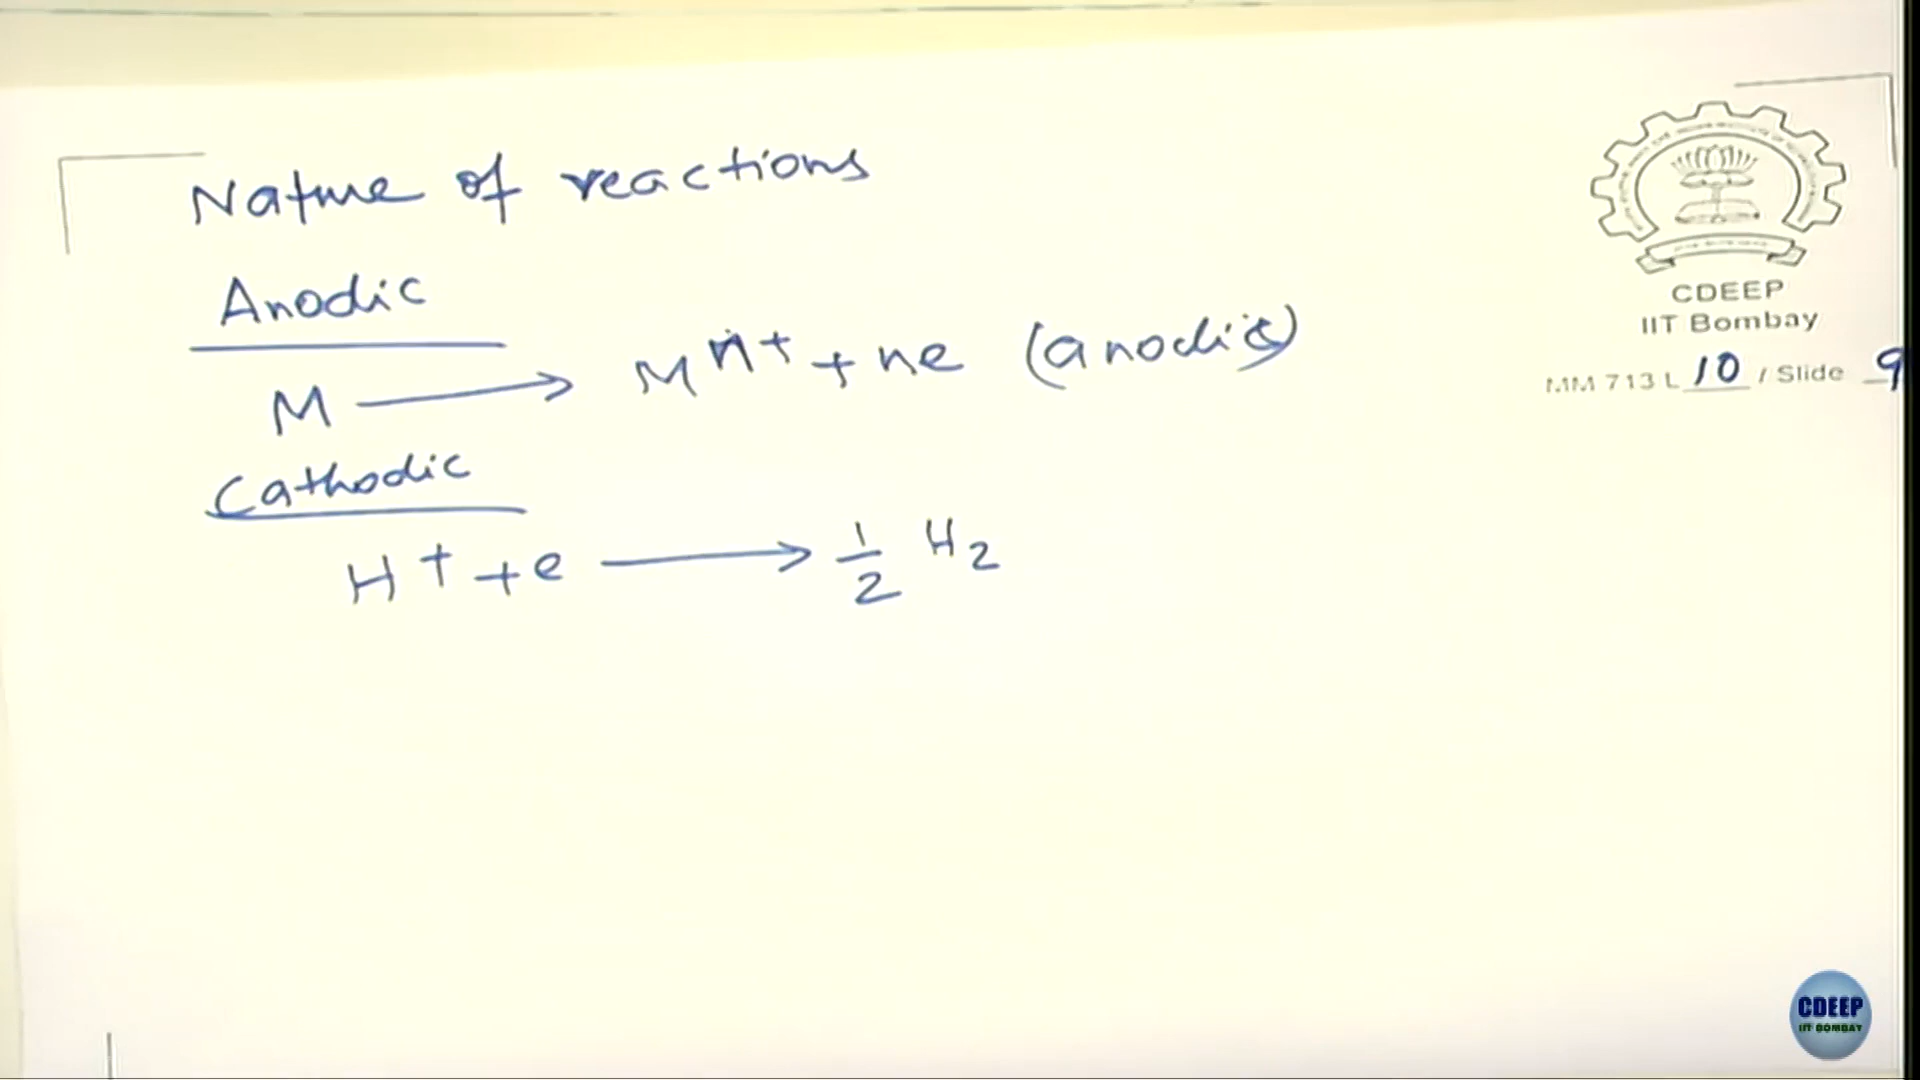 Nature of reactions
Anodic
M ⟶ Mⁿ⁺ + ne (anodic)
Cathodic
H⁺ + e ⟶ ½ H₂
CDEEP
IIT Bombay
MM 713 L 10 / Slide 9
CDEEP
IIT BOMBAY